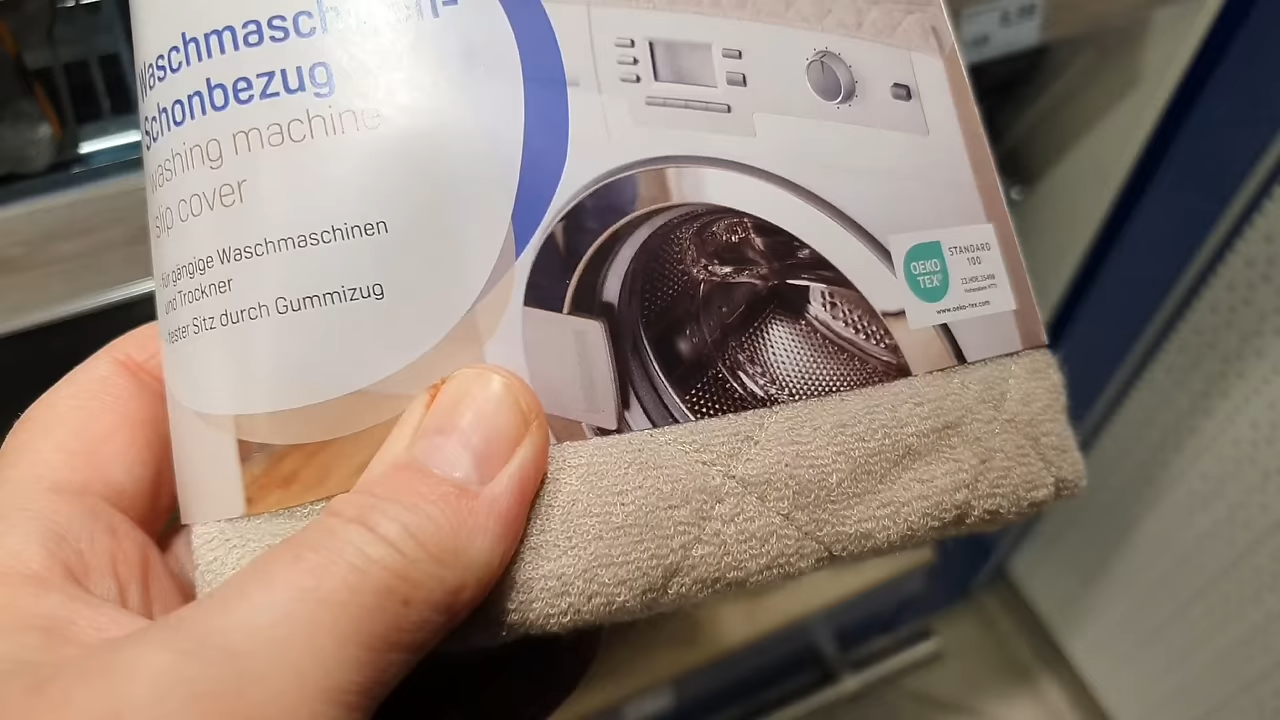 Waschmaschinen-
Schonbezug
washing machine
slip cover
für gängige Waschmaschinen
und Trockner
fester Sitz durch Gummizug
OEKO
TEX®
STANDARD
100
www.oeko-tex.com